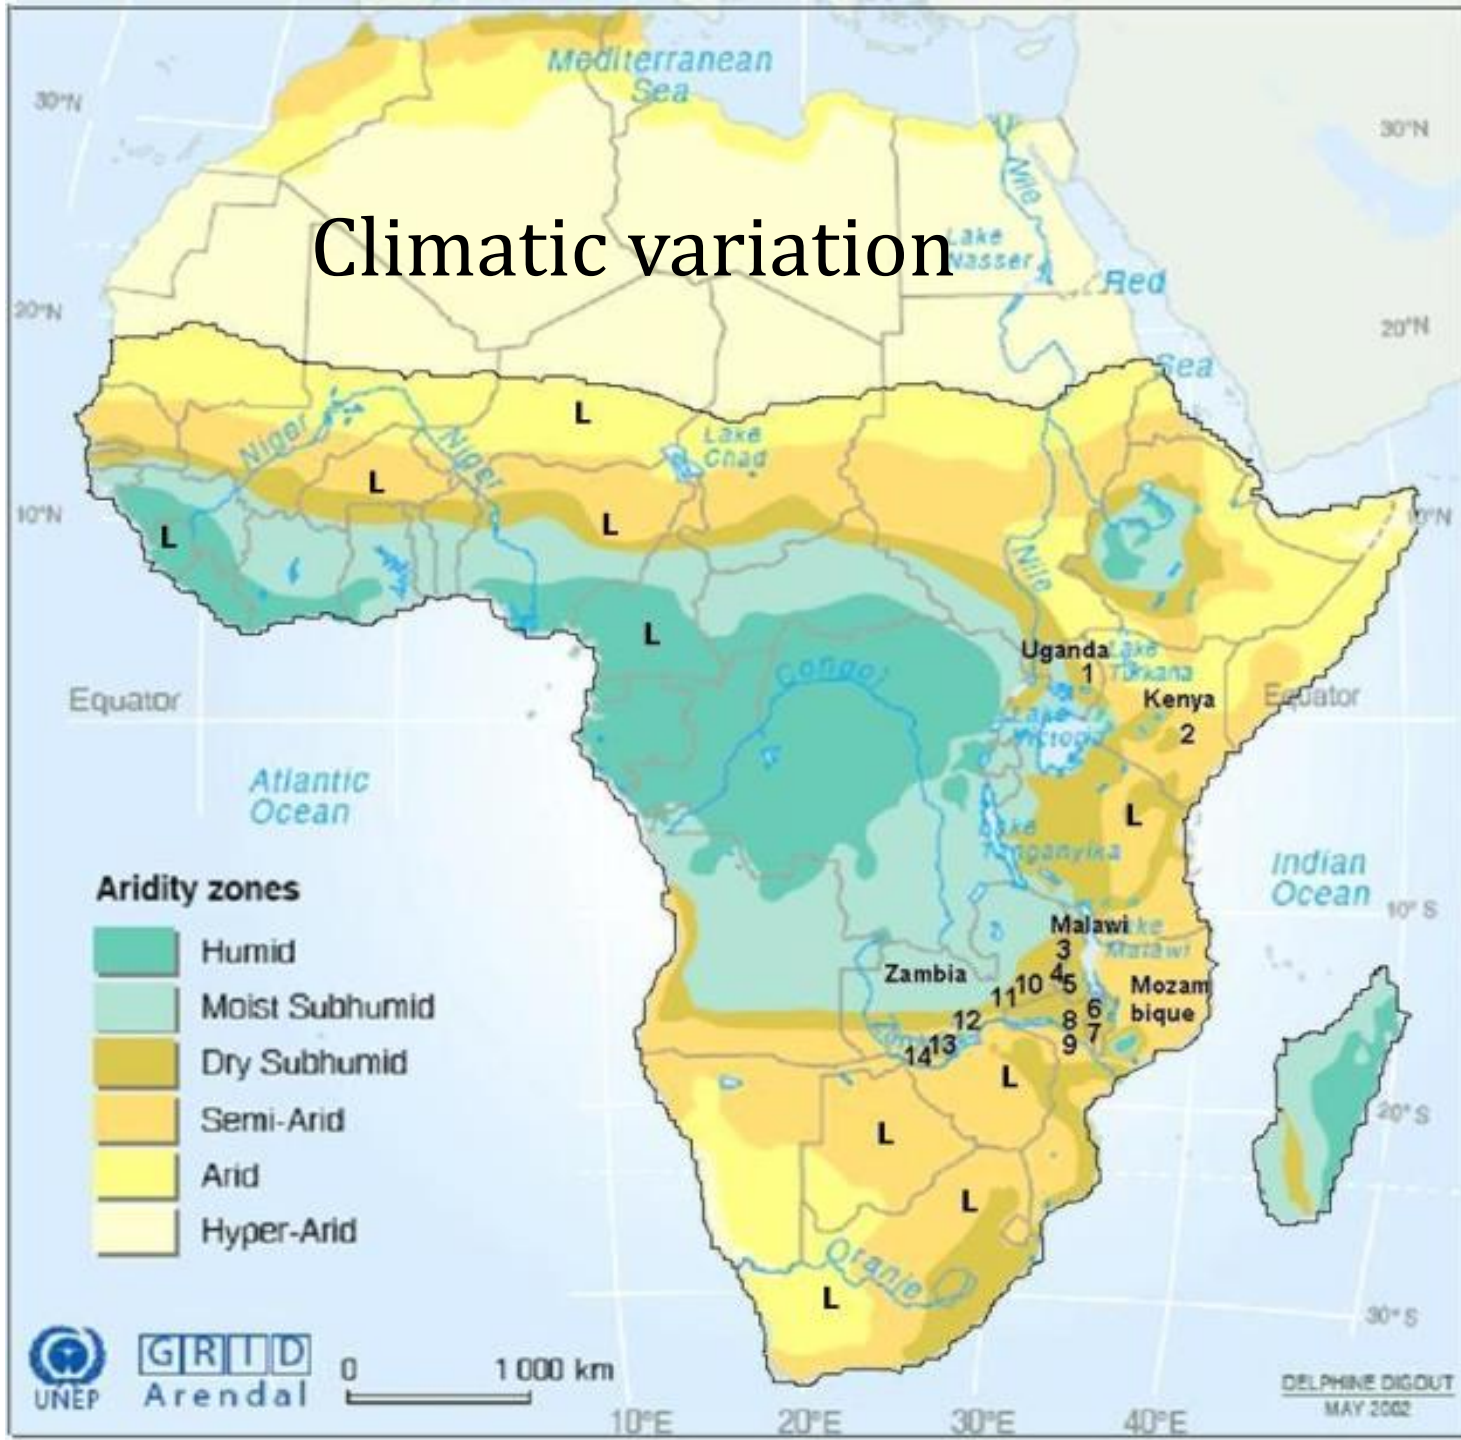 Mediterranean
Sea
30°N
30°N
Nile
Climatic variation
Lake
Nasser
Red
20°N
20°N
Sea
L
Niger
Niger
Lake
Chad
L
10°N
L
10°N
L
Nile
L
Uganda
Lake
Turkana
1
Congo
Kenya
Equator
Equator
2
Lake
Victoria
Atlantic
Ocean
L
Lake
Tanganyika
Indian
Ocean
Aridity zones
10° S
Malawi
Lake
Malawi
Humid
3
Zambia
4
5
10
11
Mozam
bique
Moist Subhumid
6
12
8
7
13
9
14
Dry Subhumid
L
Semi-Arid
20° S
L
Arid
L
Hyper-Arid
Oranje
L
30° S
UNEP
GRID
Arendal
0
1 000 km
DELPHINE DIGOUT
MAY 2002
10°E
20°E
30°E
40°E